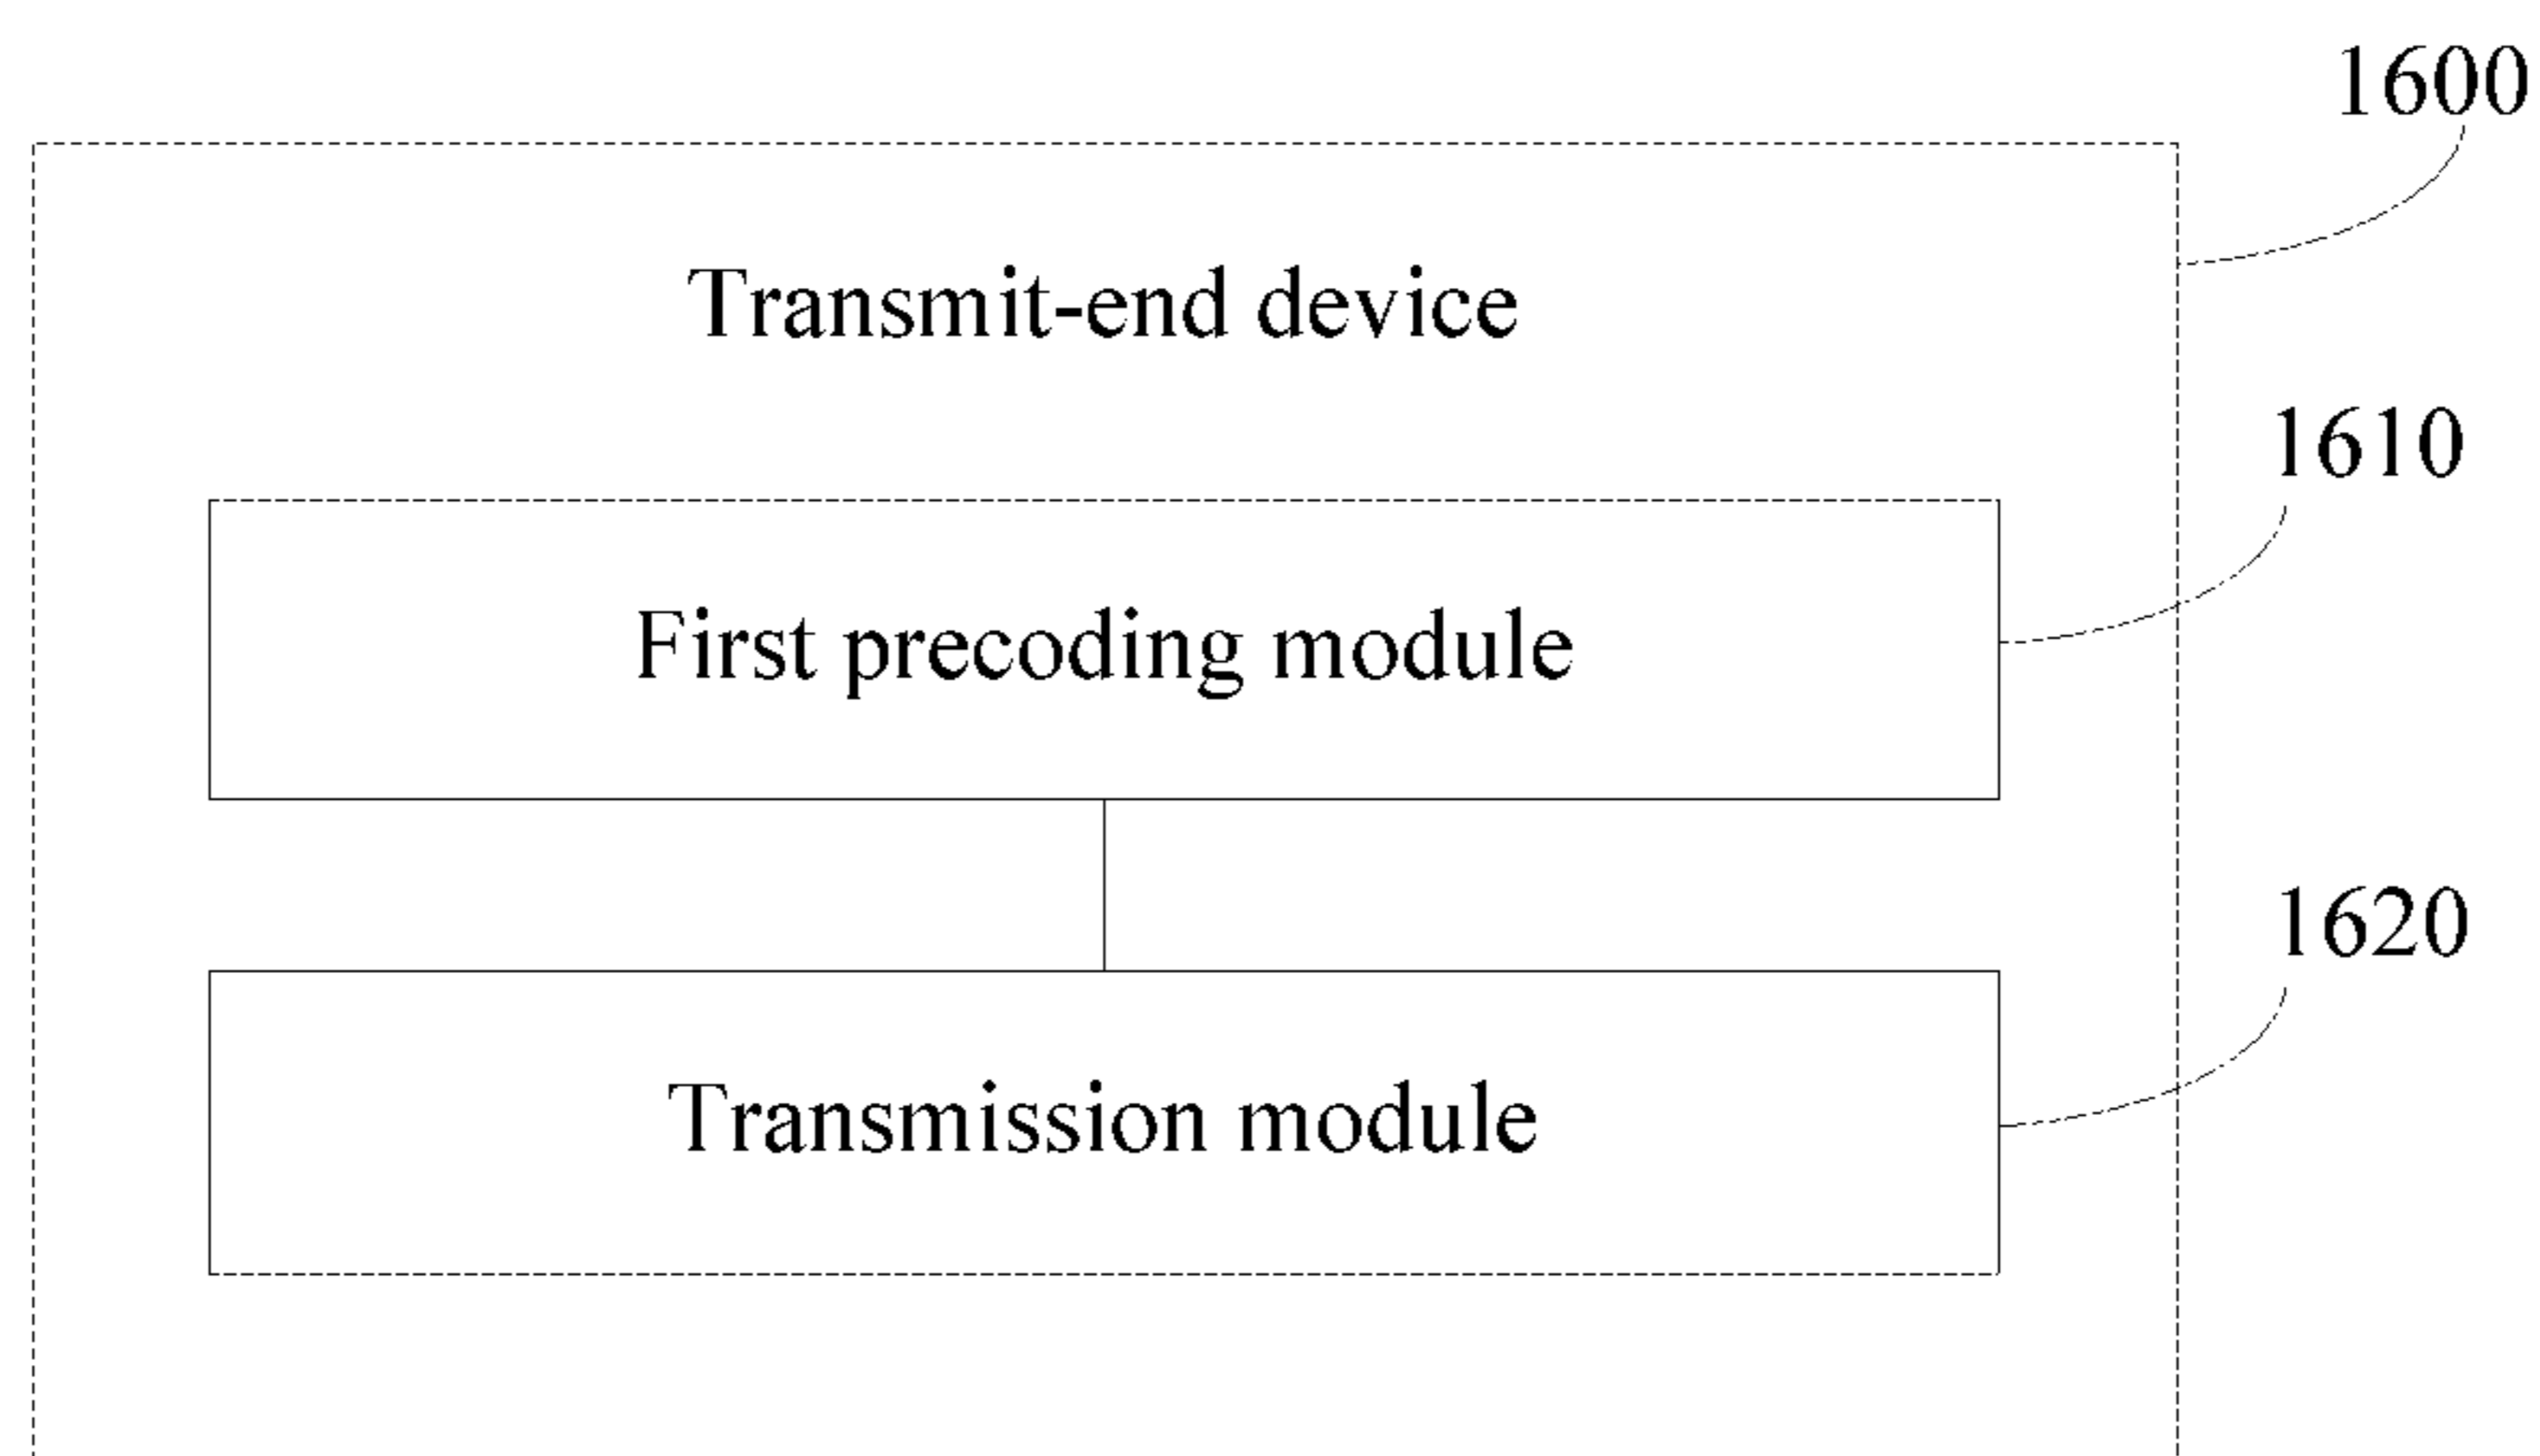 1600
Transmit-end device
1610
First precoding module
1620
Transmission module